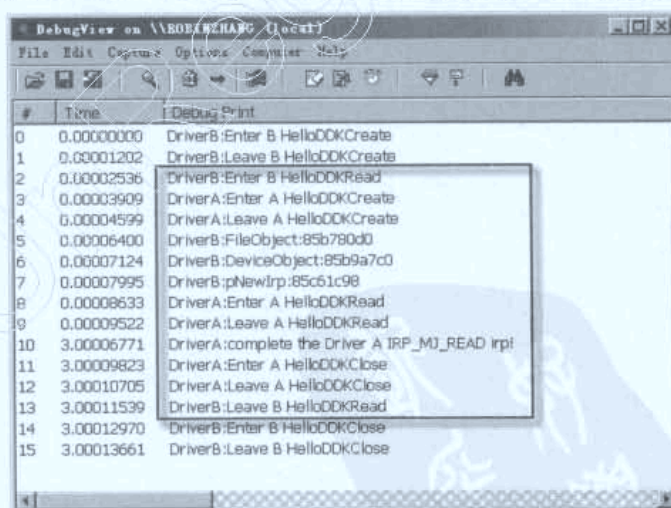 DebugView on \\ROBINZHANG (local)
File Edit Capture Options Computer Help
# Time Debug Print
0 0.00000000 DriverB:Enter B HelloDDKCreate
1 0.00001202 DriverB:Leave B HelloDDKCreate
2 0.00002536 DriverB:Enter B HelloDDKRead
3 0.00003909 DriverA:Enter A HelloDDKCreate
4 0.00004599 DriverA:Leave A HelloDDKCreate
5 0.00006400 DriverB:FileObject:85b780d0
6 0.00007124 DriverB:DeviceObject:85b9a7c0
7 0.00007995 DriverB:pNewIrp:85c61c98
8 0.00008633 DriverA:Enter A HelloDDKRead
9 0.00009522 DriverA:Leave A HelloDDKRead
10 3.00006771 DriverA:complete the Driver A IRP_MJ_READ irp!
11 3.00009823 DriverA:Enter A HelloDDKClose
12 3.00010705 DriverA:Leave A HelloDDKClose
13 3.00011539 DriverB:Leave B HelloDDKRead
14 3.00012970 DriverB:Enter B HelloDDKClose
15 3.00013661 DriverB:Leave B HelloDDKClose